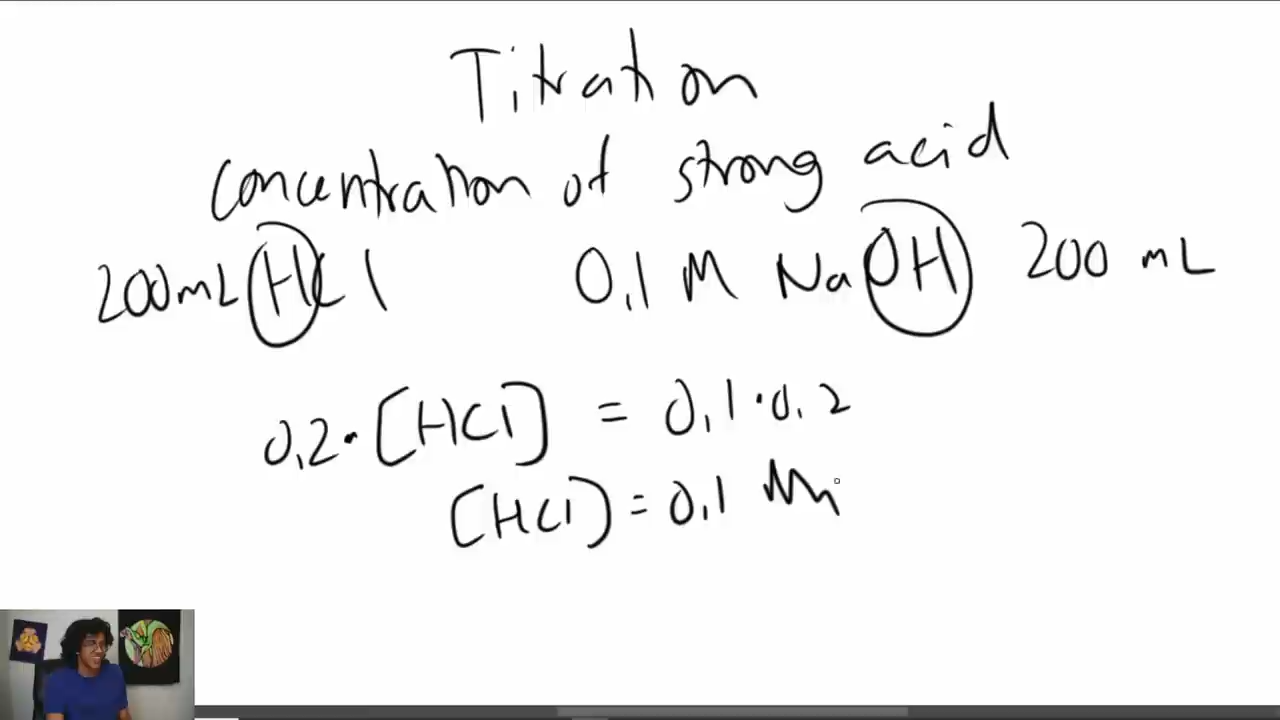 Titration
concentration of strong acid
200mL HCl 0.1 M NaOH 200 mL
0.2·[HCl] = 0.1·0.2
[HCl] = 0.1 M